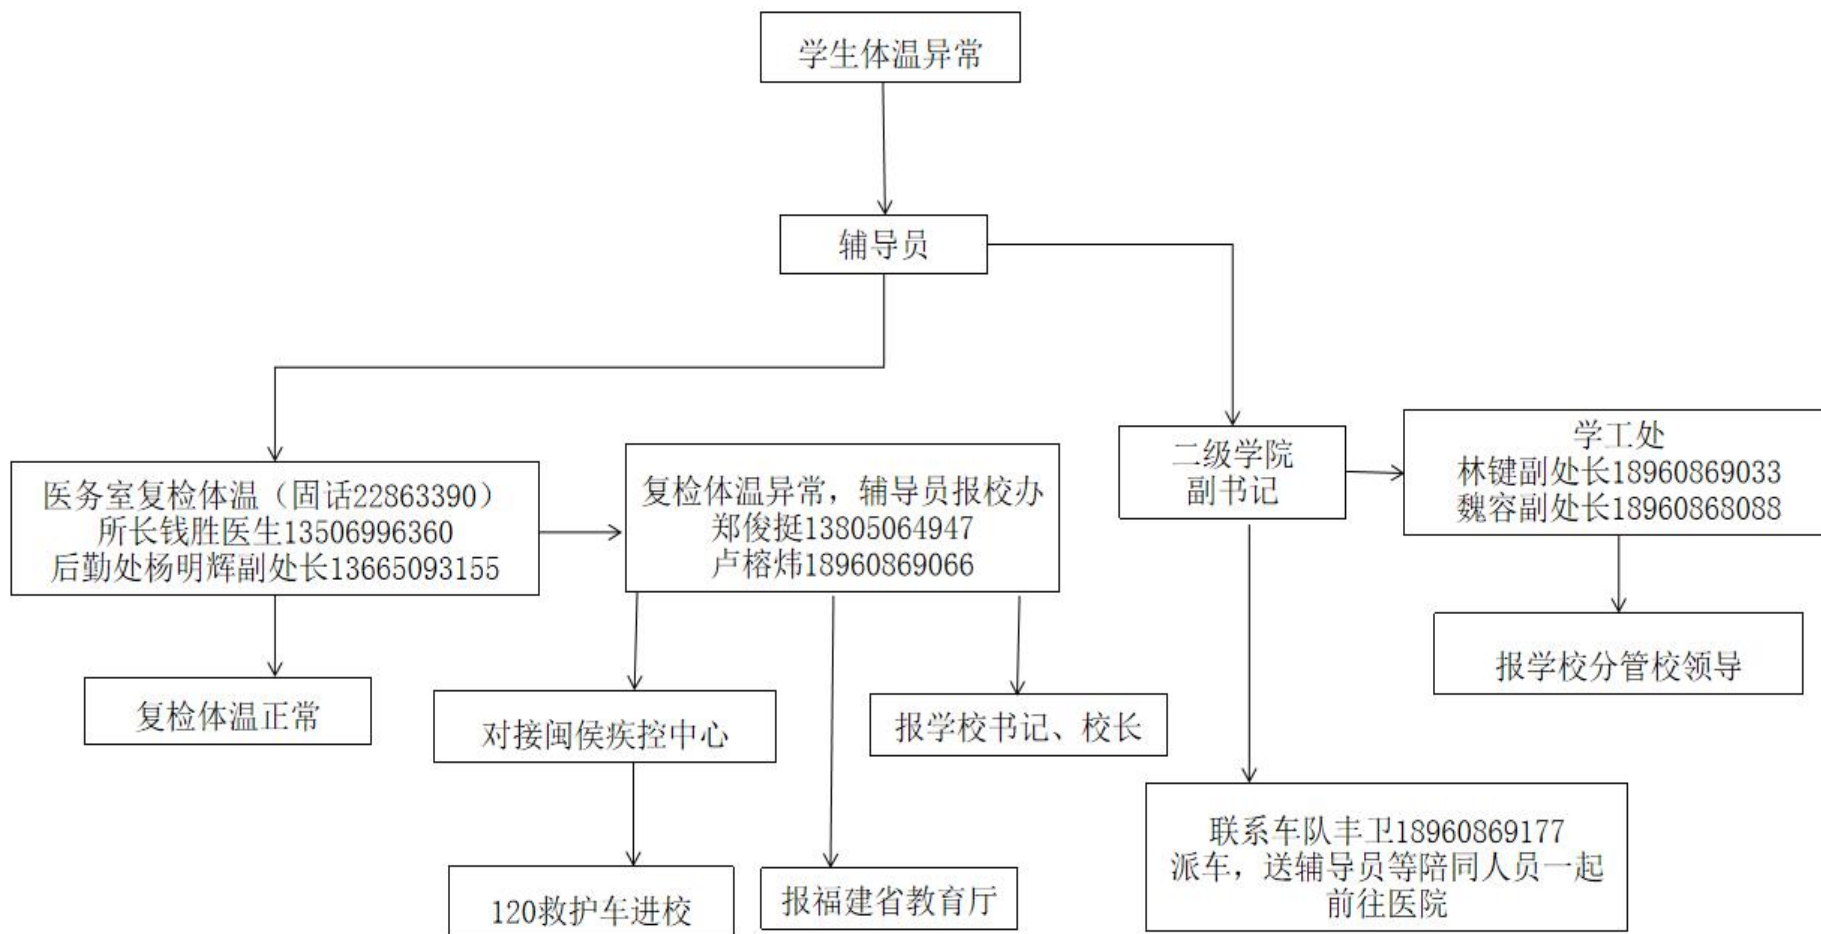 学生体温异常
辅导员
医务室复检体温（固话22863390）
所长钱胜医生13506996360
后勤处杨明辉副处长13665093155
复检体温异常，辅导员报校办
郑俊挺13805064947
卢榕炜18960869066
二级学院
副书记
学工处
林键副处长18960869033
魏容副处长18960868088
复检体温正常
对接闽侯疾控中心
报学校书记、校长
报学校分管校领导
120救护车进校
报福建省教育厅
联系车队丰卫18960869177
派车，送辅导员等陪同人员一起
前往医院